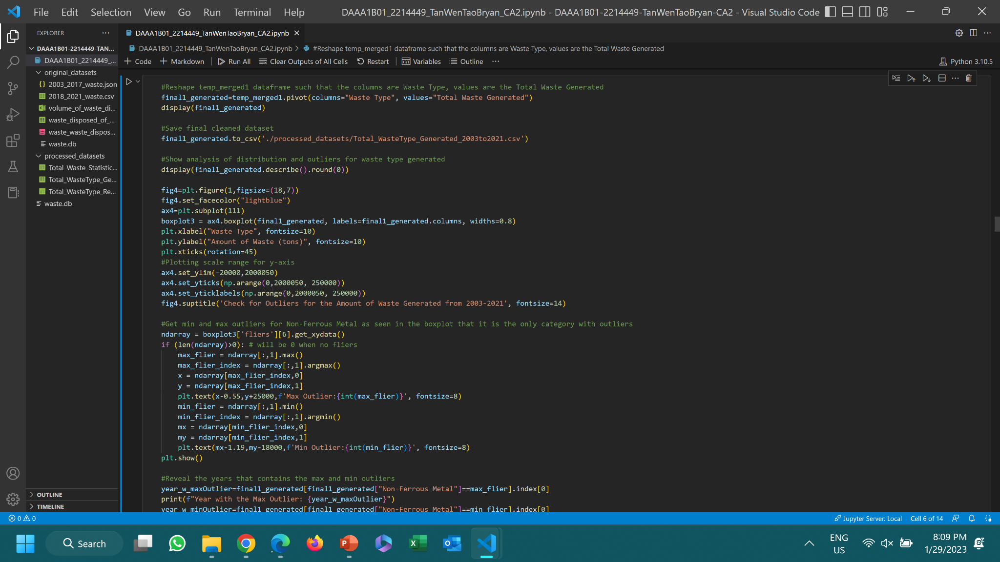 File Edit Selection View Go Run Terminal Help
DAAA1B01_2214449_TanWenTaoBryan_CA2.ipynb - DAAA1B01-2214449-TanWenTaoBryan-CA2 - Visual Studio Code
EXPLORER
DAAA1B01-2214449-TAN...
DAAA1B01_2214449_...
original_datasets
2003_2017_waste.json
2018_2021_waste.csv
volume_of_waste_di...
waste_disposed_of_...
waste_waste_dispos...
waste.db
processed_datasets
Total_Waste_Statistic...
Total_WasteType_Ge...
Total_WasteType_Re...
waste.db
OUTLINE
TIMELINE
DAAA1B01_2214449_TanWenTaoBryan_CA2.ipynb
DAAA1B01_2214449_TanWenTaoBryan_CA2.ipynb > #Reshape temp_merged1 dataframe such that the columns are Waste Type, values are the Total Waste Generated
+ Code + Markdown Run All Clear Outputs of All Cells Restart Variables Outline ...
Python 3.10.5
#Reshape temp_merged1 dataframe such that the columns are Waste Type, values are the Total Waste Generated
final1_generated=temp_merged1.pivot(columns="Waste Type", values="Total Waste Generated")
display(final1_generated)
#Save final cleaned dataset
final1_generated.to_csv('./processed_datasets/Total_WasteType_Generated_2003to2021.csv')
#Show analysis of distribution and outliers for waste type generated
display(final1_generated.describe().round(0))
fig4=plt.figure(1,figsize=(18,7))
fig4.set_facecolor("lightblue")
ax4=plt.subplot(111)
boxplot3 = ax4.boxplot(final1_generated, labels=final1_generated.columns, widths=0.8)
plt.xlabel("Waste Type", fontsize=10)
plt.ylabel("Amount of Waste (tons)", fontsize=10)
plt.xticks(rotation=45)
#Plotting scale range for y-axis
ax4.set_ylim(-20000,2000050)
ax4.set_yticks(np.arange(0,2000050, 250000))
ax4.set_yticklabels(np.arange(0,2000050, 250000))
fig4.suptitle('Check for Outliers for the Amount of Waste Generated from 2003-2021', fontsize=14)
#Get min and max outliers for Non-Ferrous Metal as seen in the boxplot that it is the only category with outliers
ndarray = boxplot3['fliers'][6].get_xydata()
if (len(ndarray)>0): # will be 0 when no fliers
max_flier = ndarray[:,1].max()
max_flier_index = ndarray[:,1].argmax()
x = ndarray[max_flier_index,0]
y = ndarray[max_flier_index,1]
plt.text(x-0.55,y+25000,f'Max Outlier:{int(max_flier)}', fontsize=8)
min_flier = ndarray[:,1].min()
min_flier_index = ndarray[:,1].argmin()
mx = ndarray[min_flier_index,0]
my = ndarray[min_flier_index,1]
plt.text(mx-1.19,my-18000,f'Min Outlier:{int(min_flier)}', fontsize=8)
plt.show()
#Reveal the years that contains the max and min outliers
year_w_maxOutlier=final1_generated[final1_generated["Non-Ferrous Metal"]==max_flier].index[0]
print(f"Year with the Max Outlier: {year_w_maxOutlier}")
year_w_minOutlier=final1_generated[final1_generated["Non-Ferrous Metal"]==min_flier].index[0]
0 0
Jupyter Server: Local Cell 6 of 14
Search
ENG
US
8:09 PM
1/29/2023